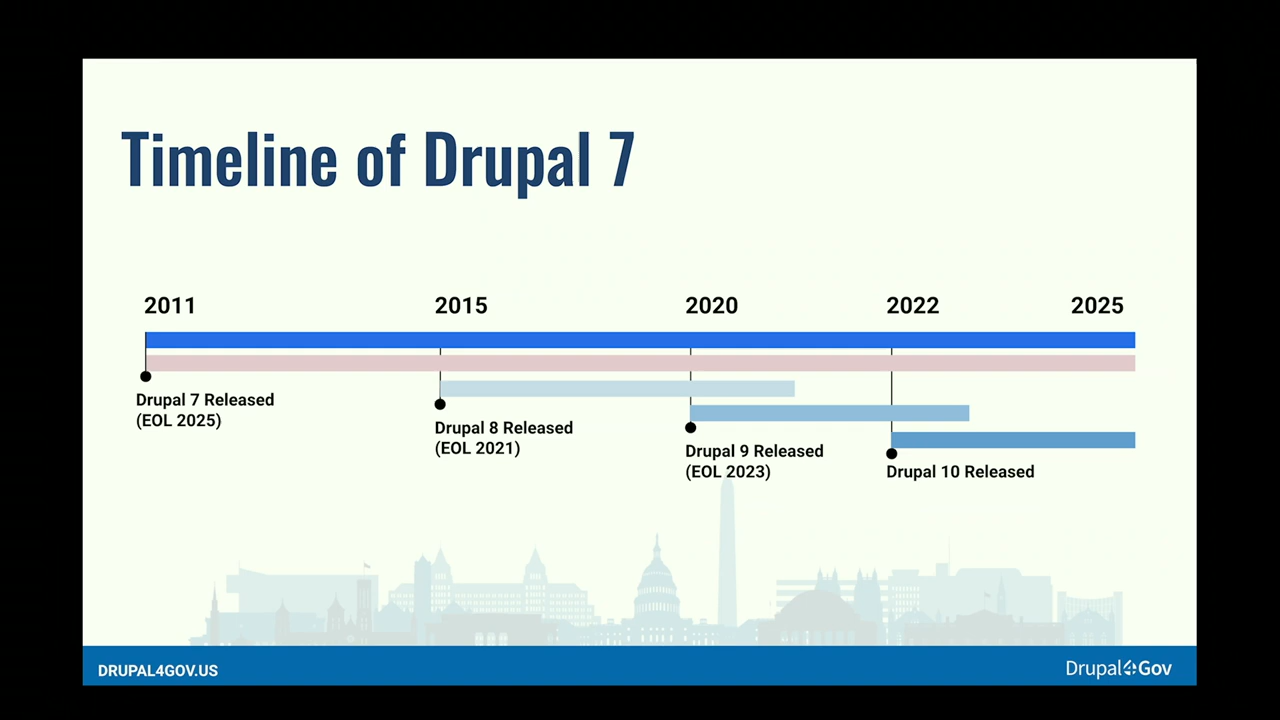 Timeline of Drupal 7
2011 2015 2020 2022 2025
Drupal 7 Released
(EOL 2025)
Drupal 8 Released
(EOL 2021)
Drupal 9 Released
(EOL 2023)
Drupal 10 Released
DRUPAL4GOV.US
Drupal4Gov